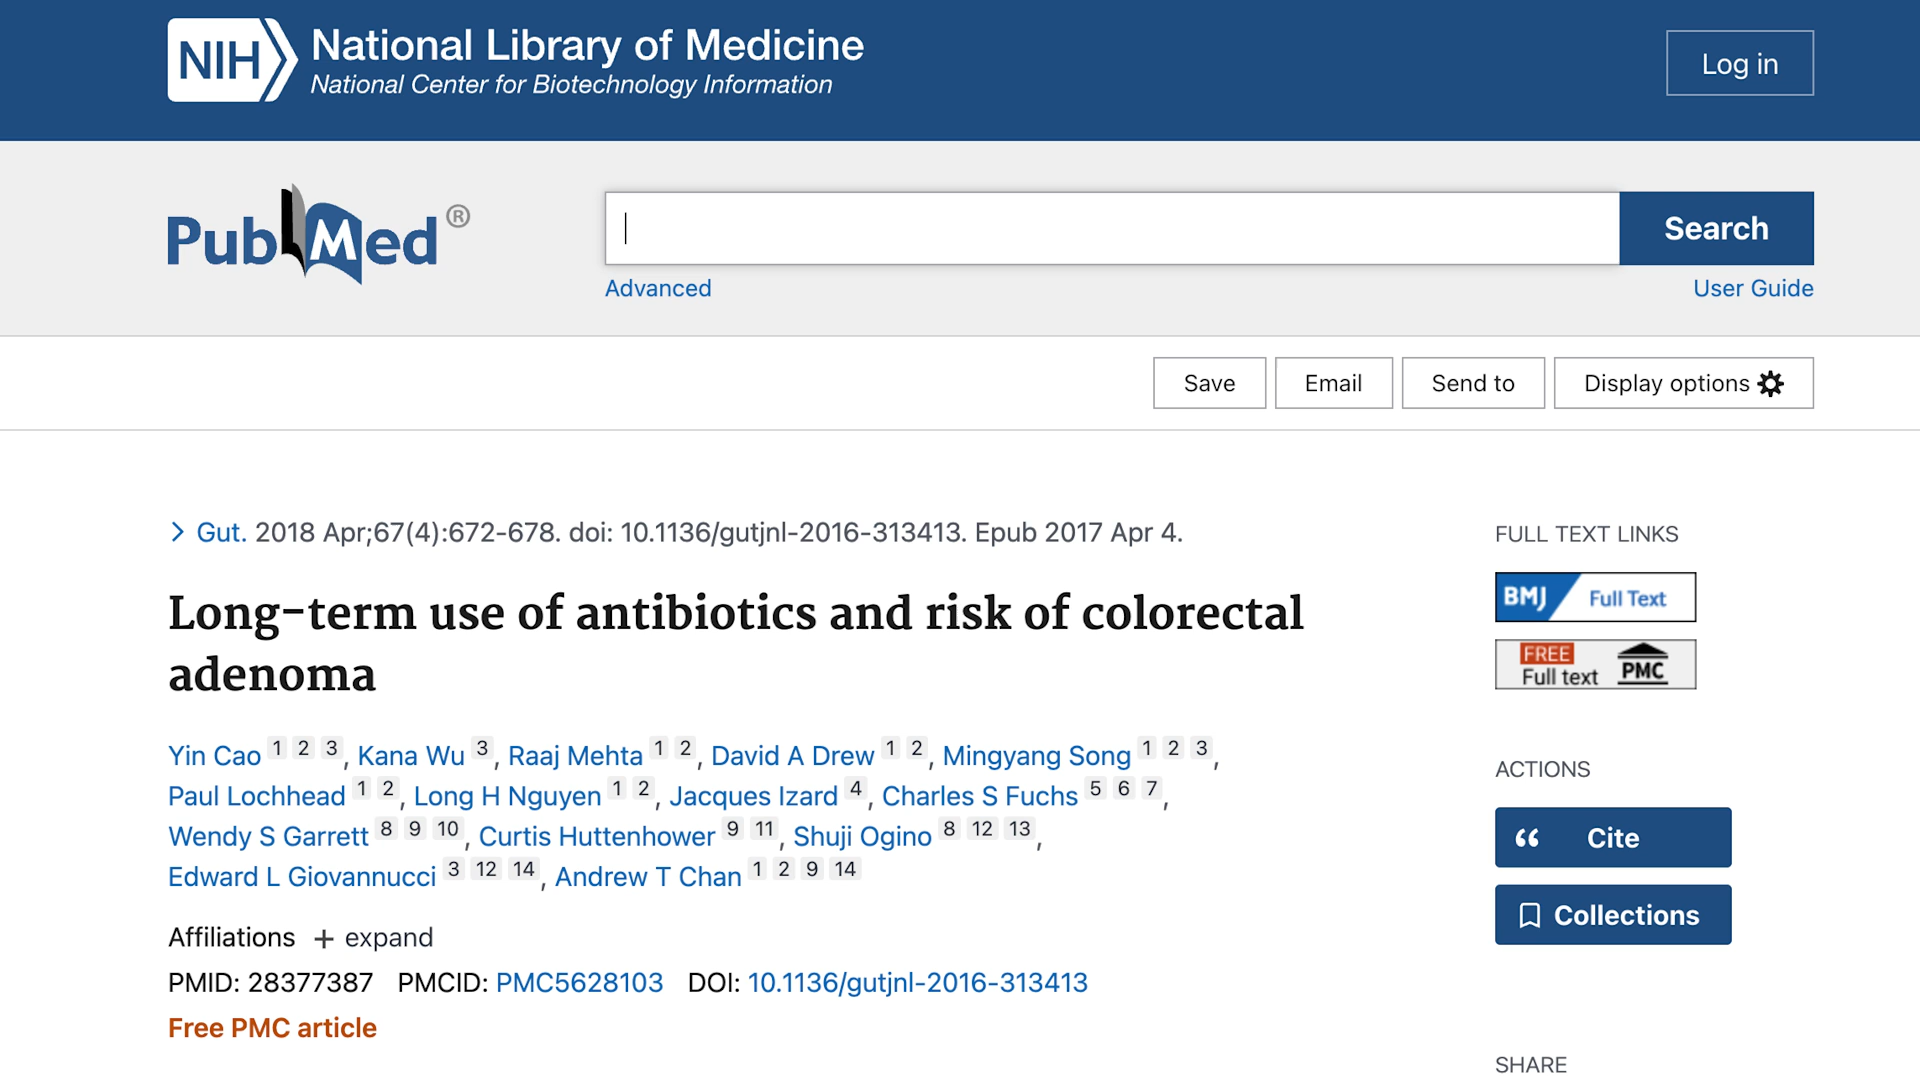 NIH National Library of Medicine
National Center for Biotechnology Information
Log in
PubMed®
Search
Advanced
User Guide
Save
Email
Send to
Display options
Gut. 2018 Apr;67(4):672-678. doi: 10.1136/gutjnl-2016-313413. Epub 2017 Apr 4.
Long-term use of antibiotics and risk of colorectal
adenoma
Yin Cao 1 2 3, Kana Wu 3, Raaj Mehta 1 2, David A Drew 1 2, Mingyang Song 1 2 3,
Paul Lochhead 1 2, Long H Nguyen 1 2, Jacques Izard 4, Charles S Fuchs 5 6 7,
Wendy S Garrett 8 9 10, Curtis Huttenhower 9 11, Shuji Ogino 8 12 13,
Edward L Giovannucci 3 12 14, Andrew T Chan 1 2 9 14
Affiliations + expand
PMID: 28377387 PMCID: PMC5628103 DOI: 10.1136/gutjnl-2016-313413
Free PMC article
FULL TEXT LINKS
BMJ Full Text
FREE
Full text PMC
ACTIONS
Cite
Collections
SHARE